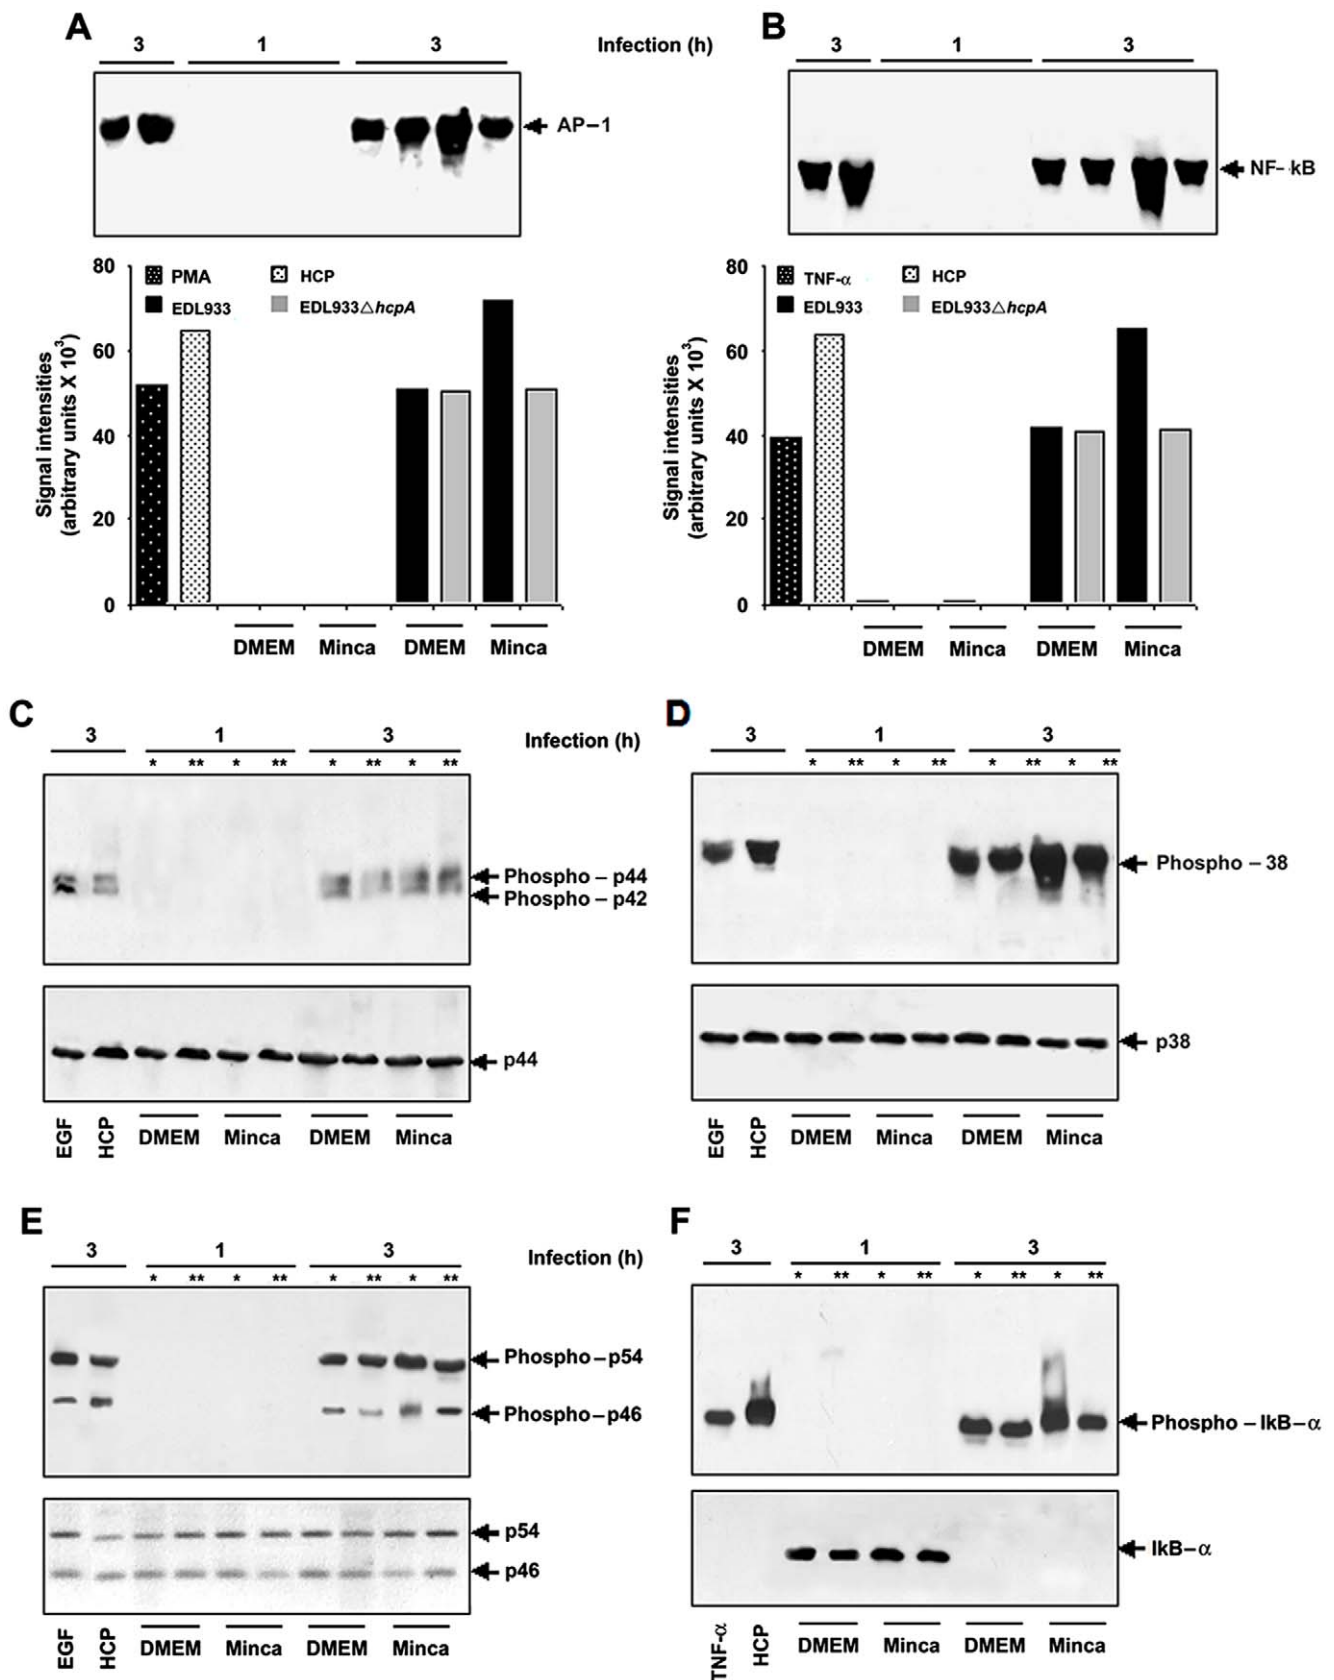 A
3 1 3 Infection (h)
AP–1
80
60
40
20
0
Signal intensities
(arbitrary units X 10³)
PMA HCP
EDL933 EDL933△hcpA
DMEM Minca DMEM Minca
B
3 1 3
NF– kB
80
60
40
20
0
Signal intensities
(arbitrary units X 10³)
TNF-α HCP
EDL933 EDL933△hcpA
DMEM Minca DMEM Minca
C
3 1 3 Infection (h)
* ** * ** * ** * **
Phospho – p44
Phospho – p42
p44
EGF HCP DMEM Minca DMEM Minca
D
3 1 3
* ** * ** * ** * **
Phospho – 38
p38
EGF HCP DMEM Minca DMEM Minca
E
3 1 3 Infection (h)
* ** * ** * ** * **
Phospho–p54
Phospho–p46
p54
p46
EGF HCP DMEM Minca DMEM Minca
F
3 1 3
* ** * ** * ** * **
Phospho – IkB–α
IkB–α
TNF-α HCP DMEM Minca DMEM Minca